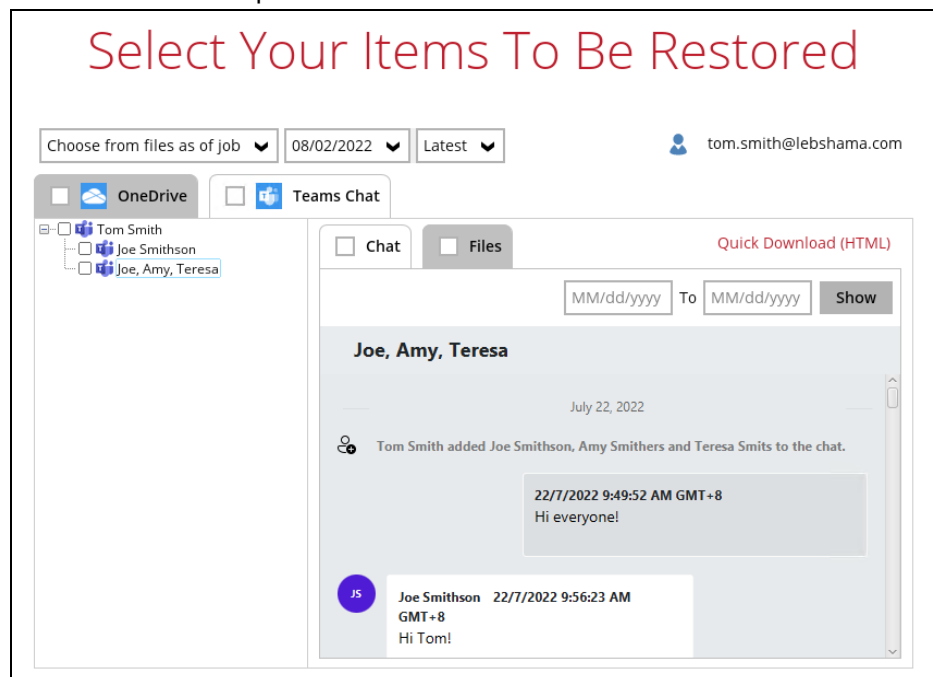 Select Your Items To Be Restored
Choose from files as of job 08/02/2022 Latest tom.smith@lebshama.com
OneDrive Teams Chat
Tom Smith
Joe Smithson
Joe, Amy, Teresa
Chat Files Quick Download (HTML)
MM/dd/yyyy To MM/dd/yyyy Show
Joe, Amy, Teresa
July 22, 2022
Tom Smith added Joe Smithson, Amy Smithers and Teresa Smits to the chat.
22/7/2022 9:49:52 AM GMT+8
Hi everyone!
JS
Joe Smithson 22/7/2022 9:56:23 AM
GMT+8
Hi Tom!